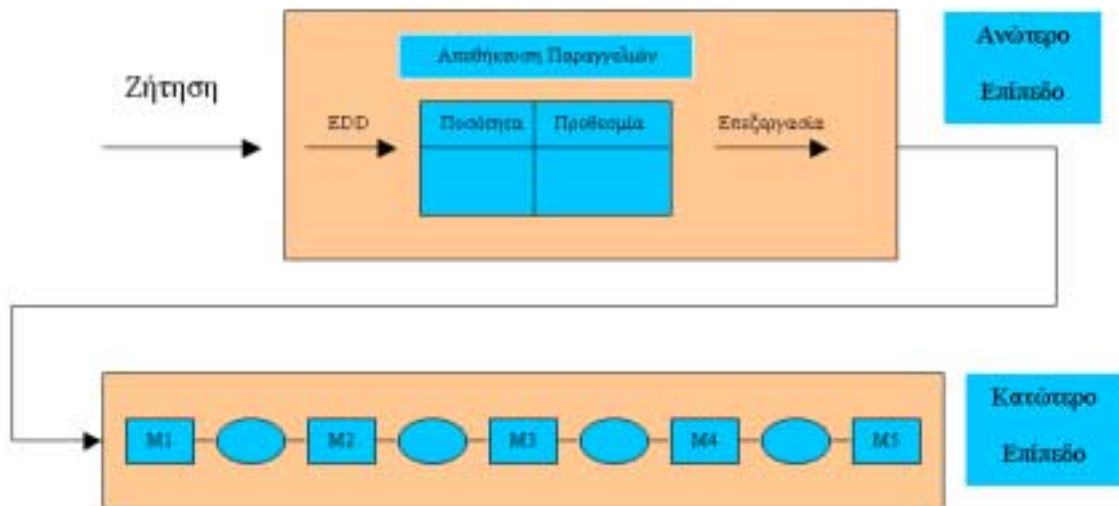 Ανώτερο
Επίπεδο
Αποθήκευση Παραγγελιών
Ζήτηση
EDD
Ποσότητα
Προθεσμία
Επεξεργασία
Κατώτερο
Επίπεδο
M1
M2
M3
M4
M5